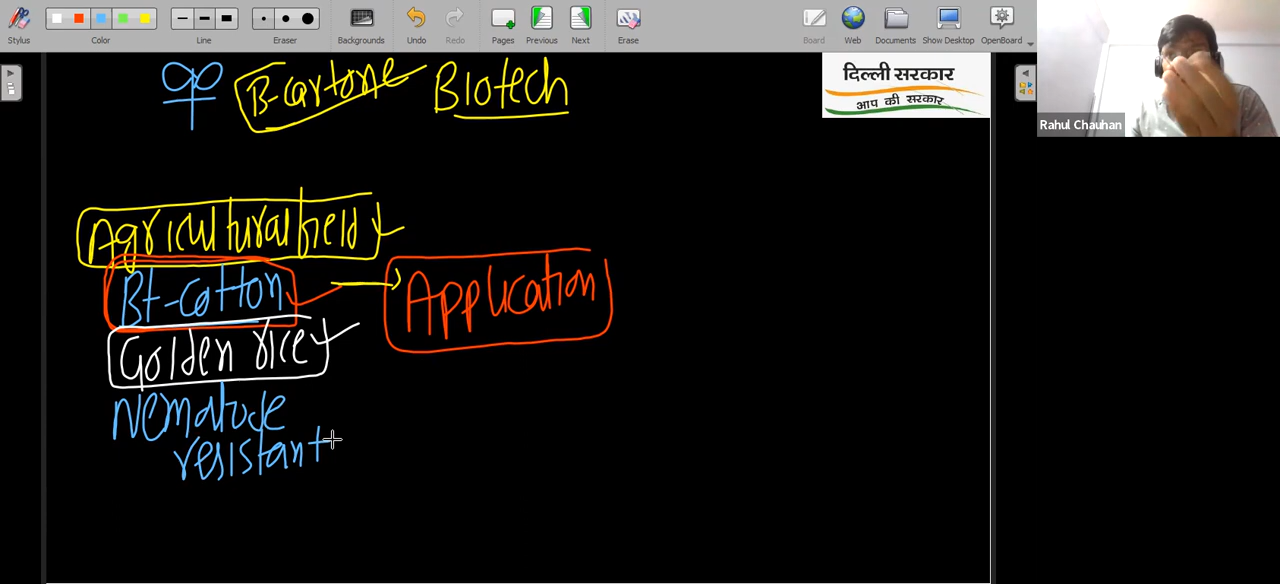 Stylus Color Line Eraser Backgrounds Undo Redo Pages Previous Next Erase Board Web Documents Show Desktop OpenBoard
B-cartone Biotech
दिल्ली सरकार
आप की सरकार
Rahul Chauhan
Agricultural field
Bt-cotton
Application
Golden rice
Nematode
resistant